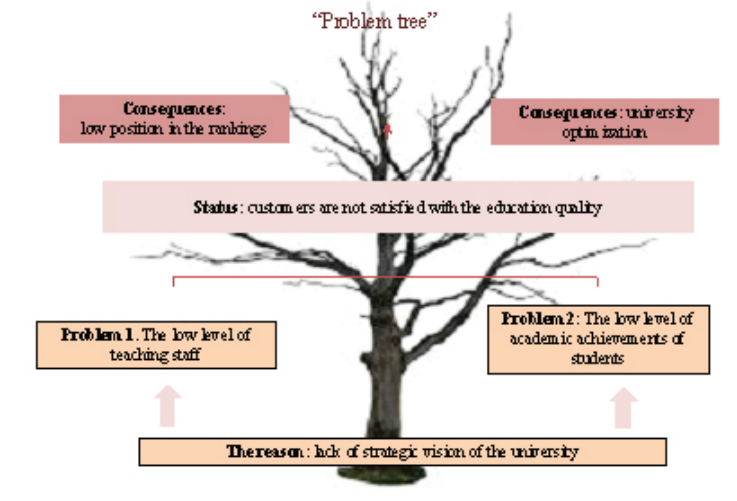 “Problem tree”
Consequences:
low position in the rankings
Consequences: university
optimization
Status: customers are not satisfied with the education quality
Problem 1. The low level of
teaching staff
Problem 2: The low level of
academic achievements of
students
The reason: lack of strategic vision of the university